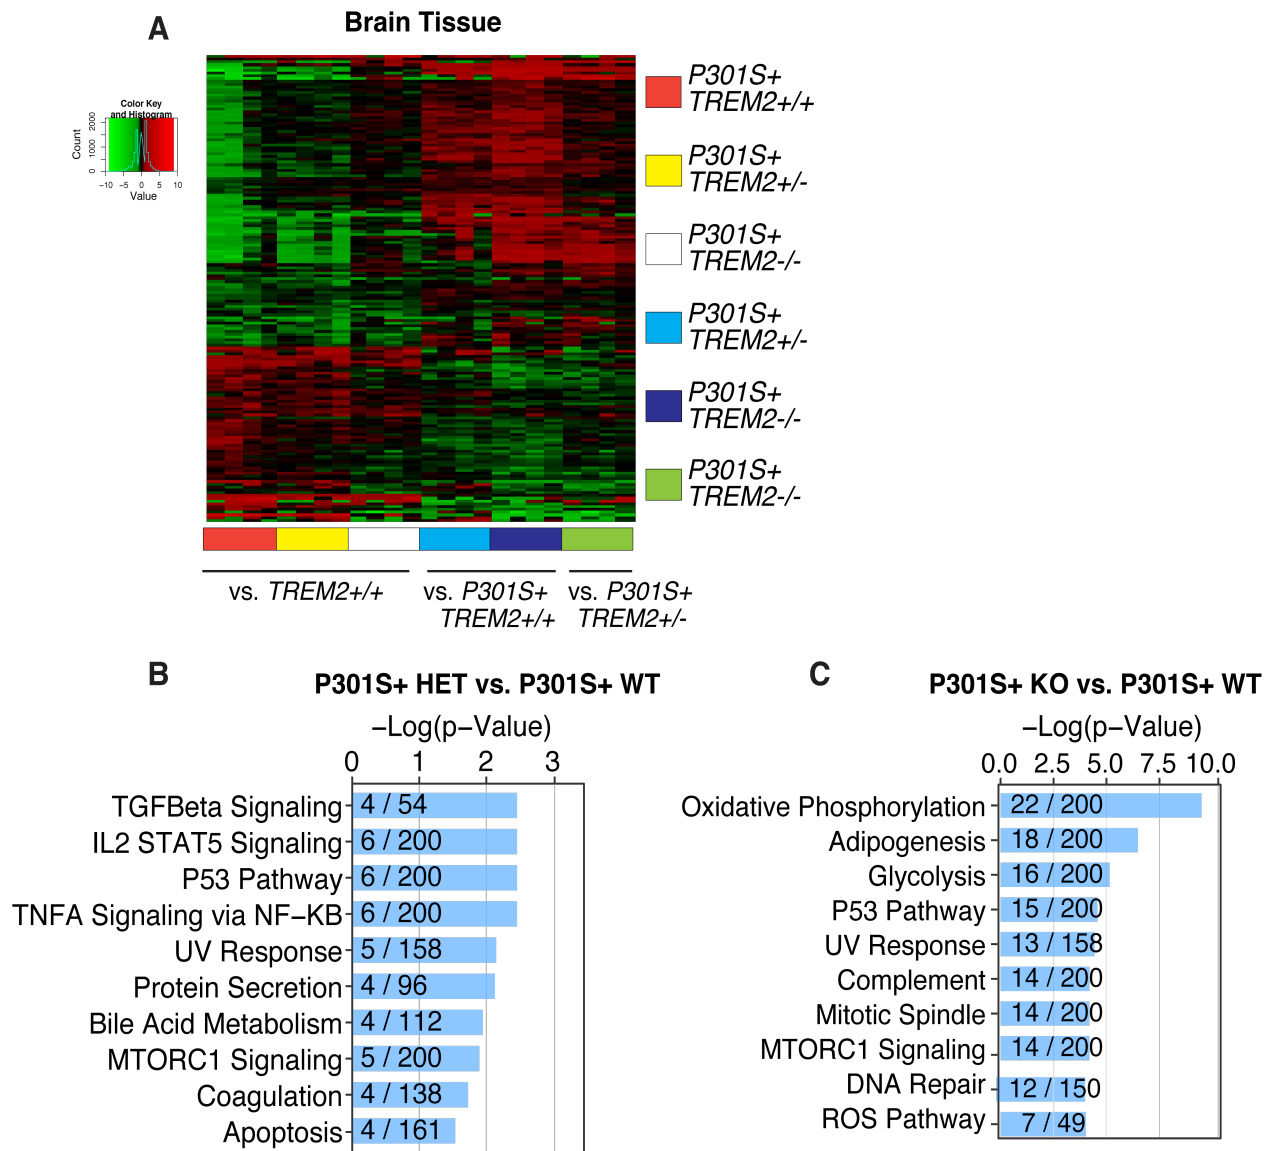 A
Brain Tissue
Color Key
and Histogram
Count
0 1000 2000
−10 −5 0 5 10
Value
P301S+
TREM2+/+
P301S+
TREM2+/-
P301S+
TREM2-/-
P301S+
TREM2+/-
P301S+
TREM2-/-
P301S+
TREM2-/-
vs. TREM2+/+
vs. P301S+
TREM2+/+
vs. P301S+
TREM2+/-
B
P301S+ HET vs. P301S+ WT
−Log(p−Value)
0 1 2 3
TGFBeta Signaling 4 / 54
IL2 STAT5 Signaling 6 / 200
P53 Pathway 6 / 200
TNFA Signaling via NF−KB 6 / 200
UV Response 5 / 158
Protein Secretion 4 / 96
Bile Acid Metabolism 4 / 112
MTORC1 Signaling 5 / 200
Coagulation 4 / 138
Apoptosis 4 / 161
C
P301S+ KO vs. P301S+ WT
−Log(p−Value)
0.0 2.5 5.0 7.5 10.0
Oxidative Phosphorylation 22 / 200
Adipogenesis 18 / 200
Glycolysis 16 / 200
P53 Pathway 15 / 200
UV Response 13 / 158
Complement 14 / 200
Mitotic Spindle 14 / 200
MTORC1 Signaling 14 / 200
DNA Repair 12 / 150
ROS Pathway 7 / 49